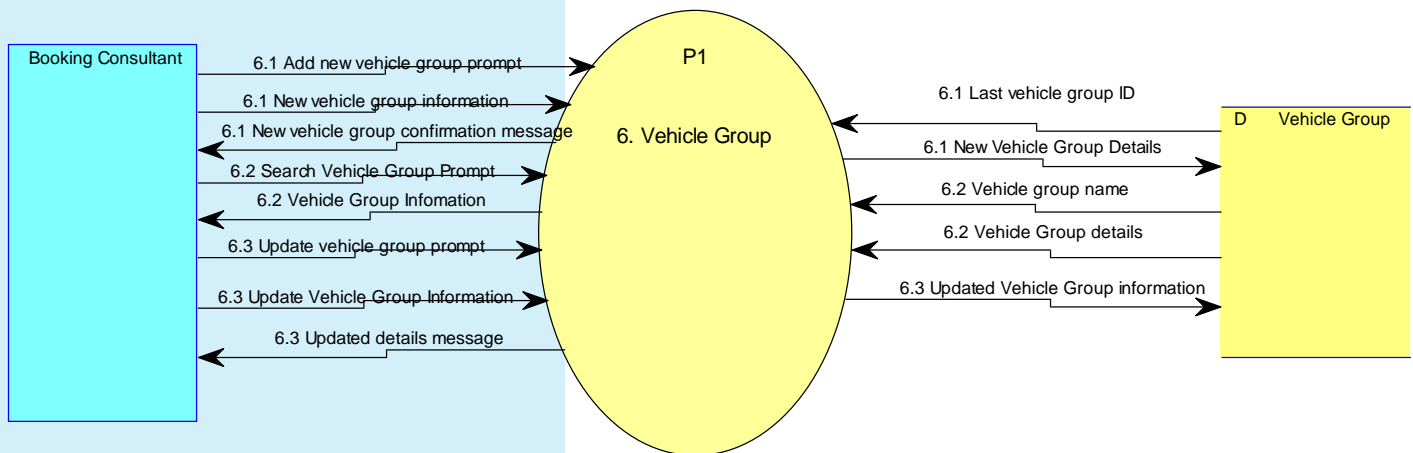 Booking Consultant
6.1 Add new vehicle group prompt
6.1 New vehicle group information
6.1 New vehicle group confirmation message
6.2 Search Vehicle Group Prompt
6.2 Vehicle Group Infomation
6.3 Update vehicle group prompt
6.3 Update Vehicle Group Information
6.3 Updated details message
P1
6. Vehicle Group
6.1 Last vehicle group ID
6.1 New Vehicle Group Details
6.2 Vehicle group name
6.2 Vehicle Group details
6.3 Updated Vehicle Group information
D Vehicle Group